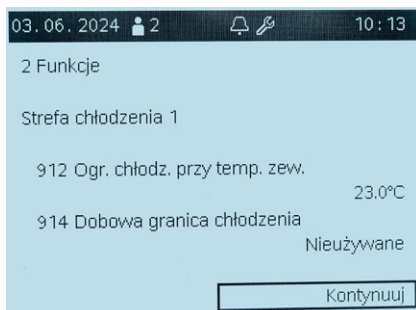 03.06.2024 2 10:13
2 Funkcje
Strefa chłodzenia 1
912 Ogr. chłodz. przy temp. zew.
23.0°C
914 Dobowa granica chłodzenia
Nieużywane
Kontynuuj